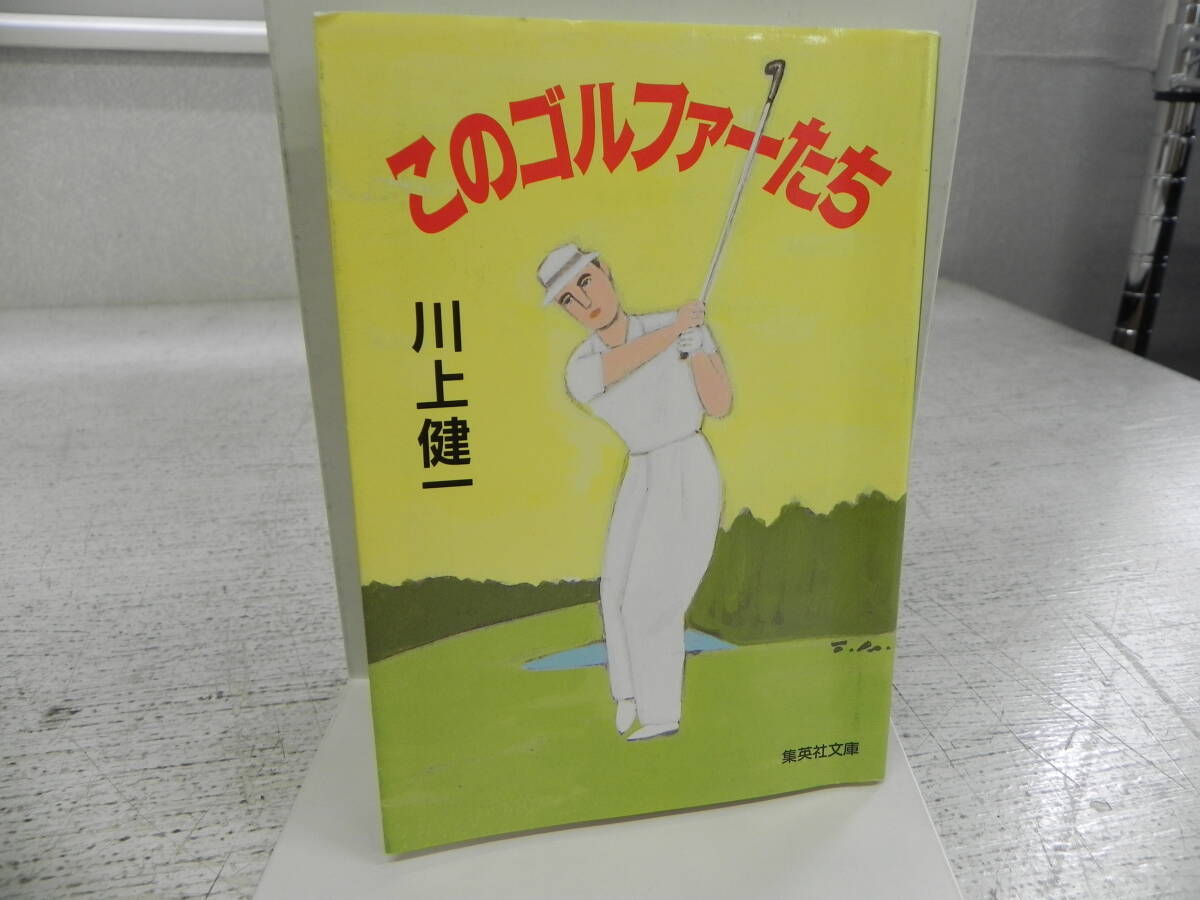 このゴルファーたち
川上健一
集英社文庫